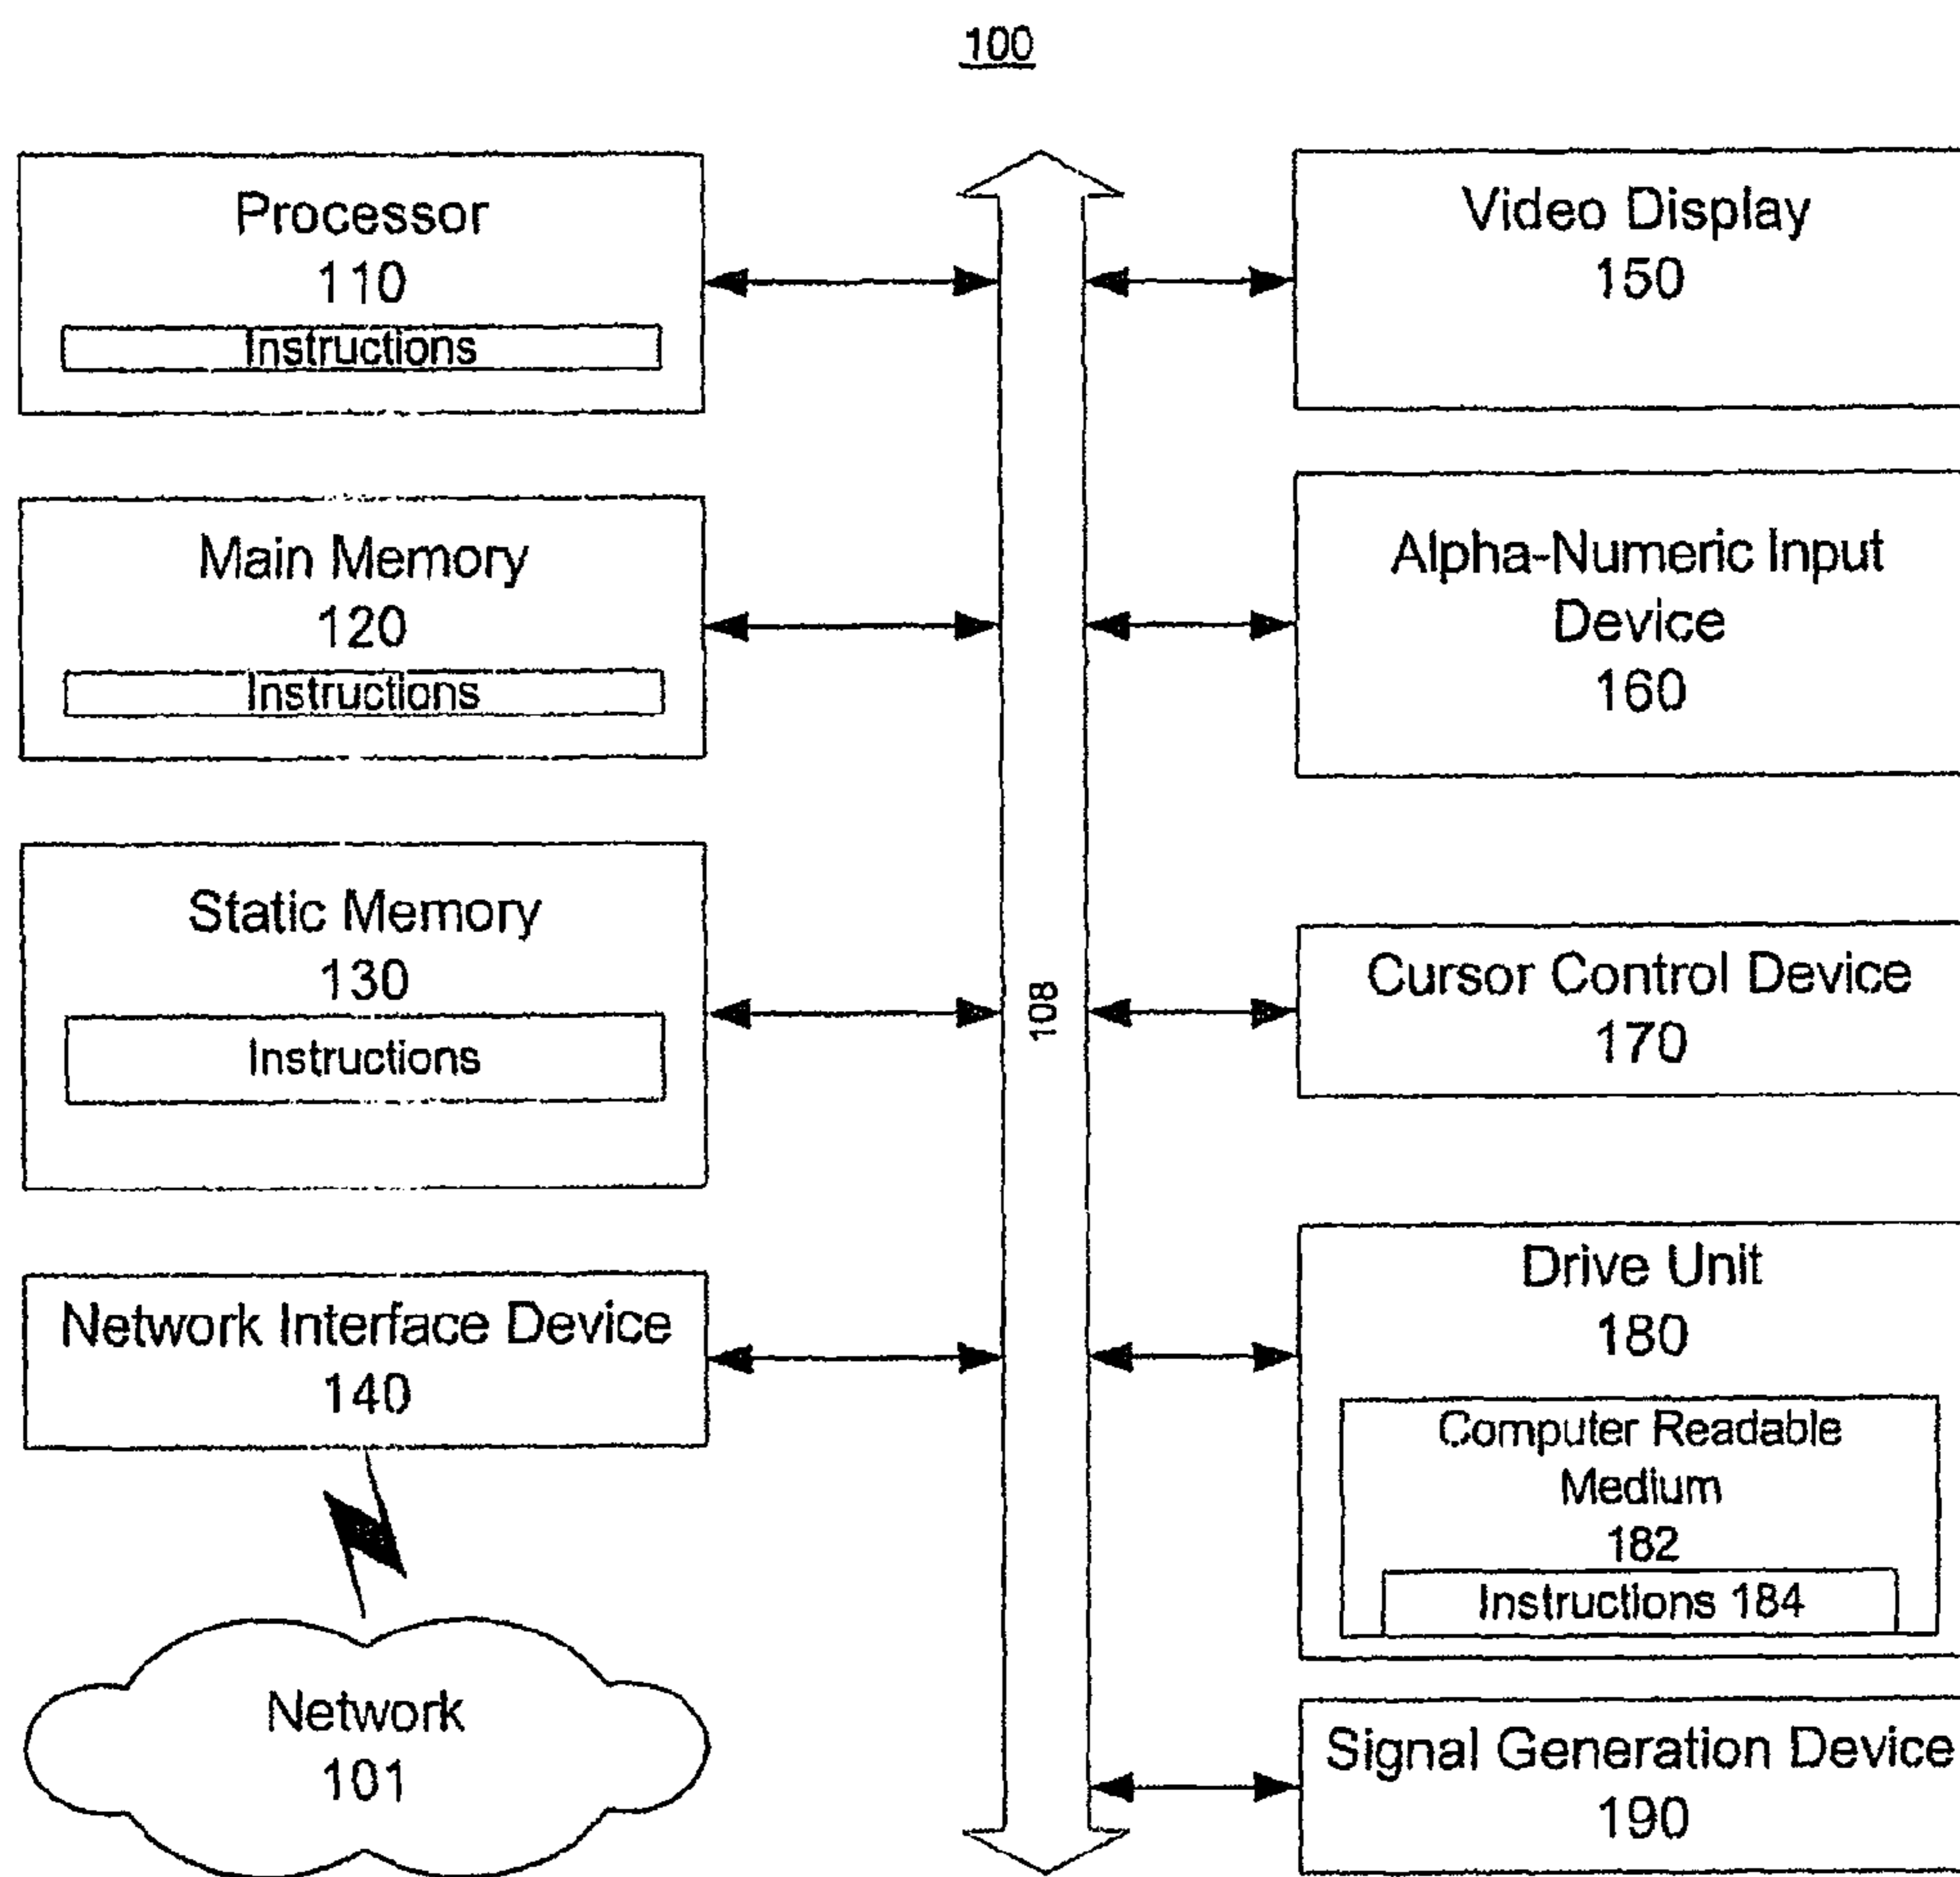 100
Processor
110
Instructions
Main Memory
120
Instructions
Static Memory
130
Instructions
Network Interface Device
140
Network
101
108
Video Display
150
Alpha-Numeric Input
Device
160
Cursor Control Device
170
Drive Unit
180
Computer Readable
Medium
182
Instructions 184
Signal Generation Device
190